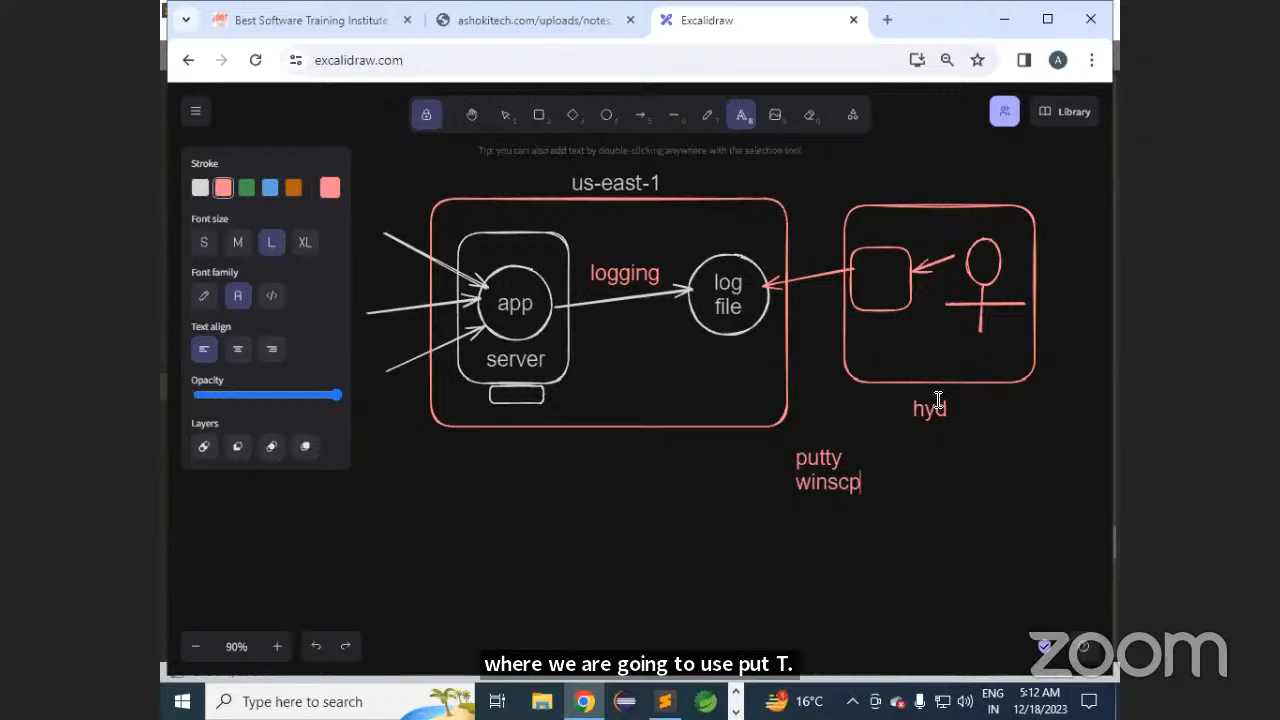 Best Software Training Institute
ashokitech.com/uploads/notes
Excalidraw
excalidraw.com
A
Library
Tip: you can also add text by double-clicking anywhere with the selection tool
Stroke
Font size
S M L XL
Font family
A
Text align
Opacity
Layers
us-east-1
app
server
logging
log
file
hyd
putty
winscp
90%
where we are going to use put T.
zoom
Type here to search
16°C
ENG
IN
5:12 AM
12/18/2023